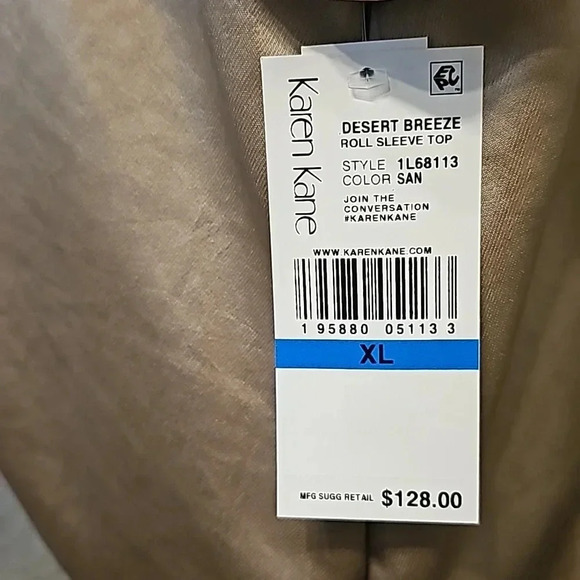 Karen Kane
DESERT BREEZE
ROLL SLEEVE TOP
STYLE 1L68113
COLOR SAN
JOIN THE
CONVERSATION
#KARENKANE
WWW.KARENKANE.COM
1 95880 05113 3
XL
MFG SUGG RETAIL $128.00